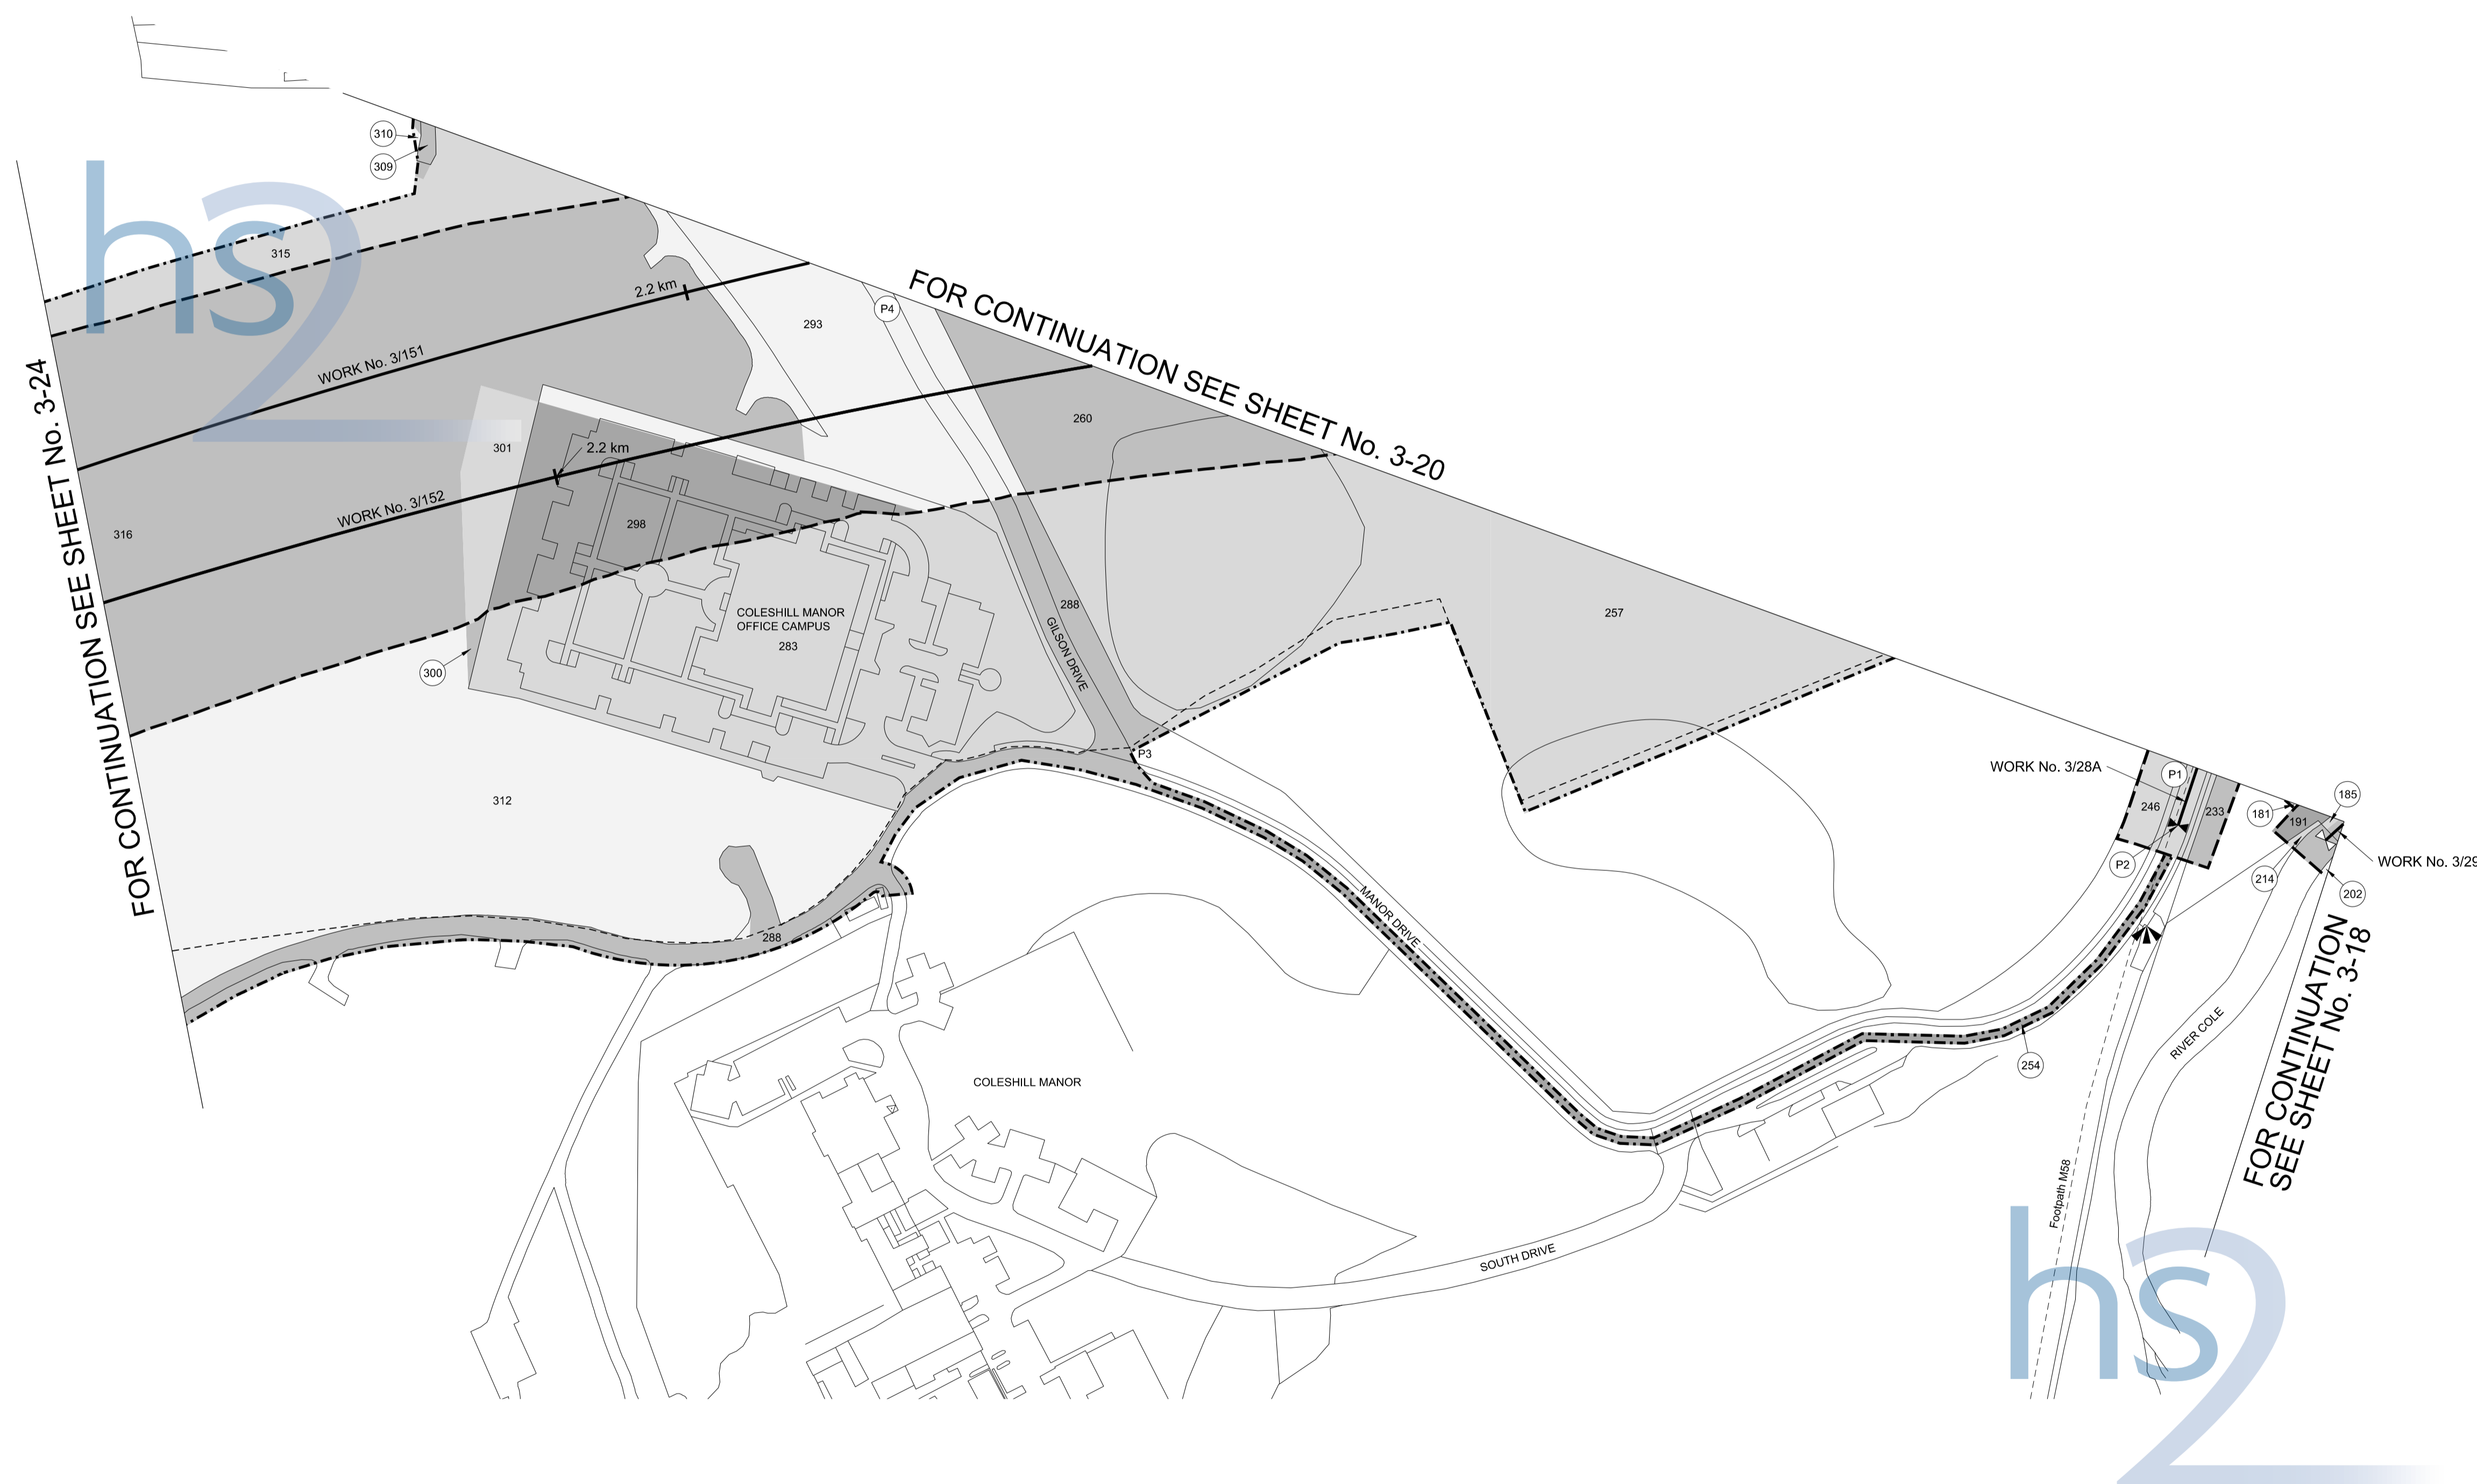 310
309
hs2
315
2.2 km
P4
293
FOR CONTINUATION SEE SHEET No. 3-20
WORK No. 3/151
FOR CONTINUATION SEE SHEET No. 3-24
260
301
2.2 km
WORK No. 3/152
298
316
288
257
COLESHILL MANOR
OFFICE CAMPUS
283
GILSON DRIVE
300
P3
WORK No. 3/28A
P1
185
246
233
181
191
312
P2
WORK No. 3/29
214
202
MANOR DRIVE
288
FOR CONTINUATION
SEE SHEET No. 3-18
RIVER COLE
254
COLESHILL MANOR
Footpath M58
SOUTH DRIVE
hs2